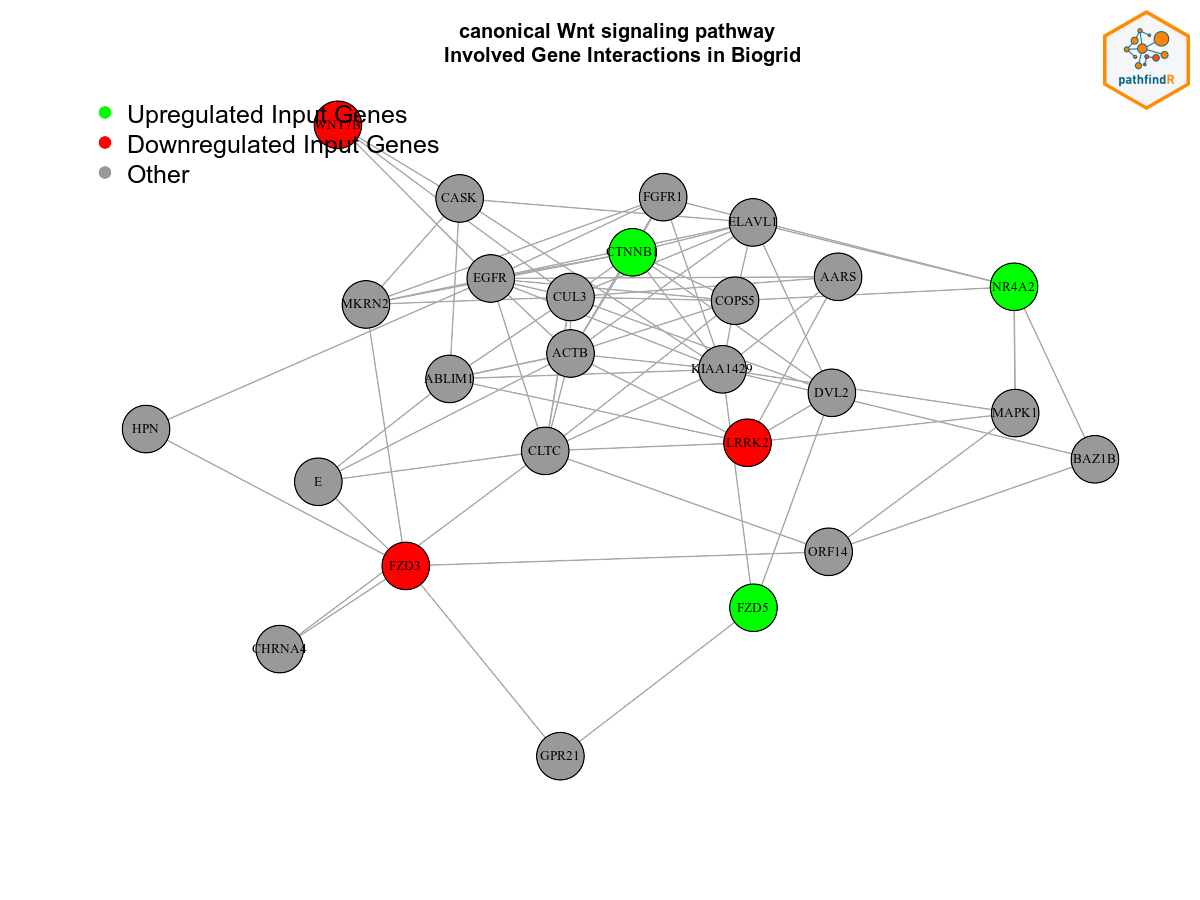 canonical Wnt signaling pathway
Involved Gene Interactions in Biogrid
pathfindR
Upregulated Input Genes
WNT7B
Downregulated Input Genes
Other
CASK
FGFR1
ELAVL1
CTNNB1
EGFR
AARS
NR4A2
CUL3
COPS5
MKRN2
ACTB
KIAA1429
ABLIM1
DVL2
MAPK1
HPN
LRRK2
CLTC
BAZ1B
E
ORF14
FZD3
FZD5
CHRNA4
GPR21